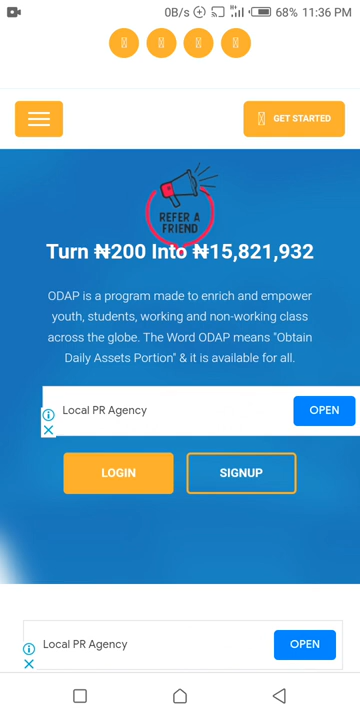 0B/s 68% 11:36 PM
GET STARTED
REFER A
FRIEND
Turn ₦200 Into ₦15,821,932
ODAP is a program made to enrich and empower
youth, students, working and non-working class
across the globe. The Word ODAP means "Obtain
Daily Assets Portion" & it is available for all.
Local PR Agency OPEN
LOGIN SIGNUP
Local PR Agency OPEN